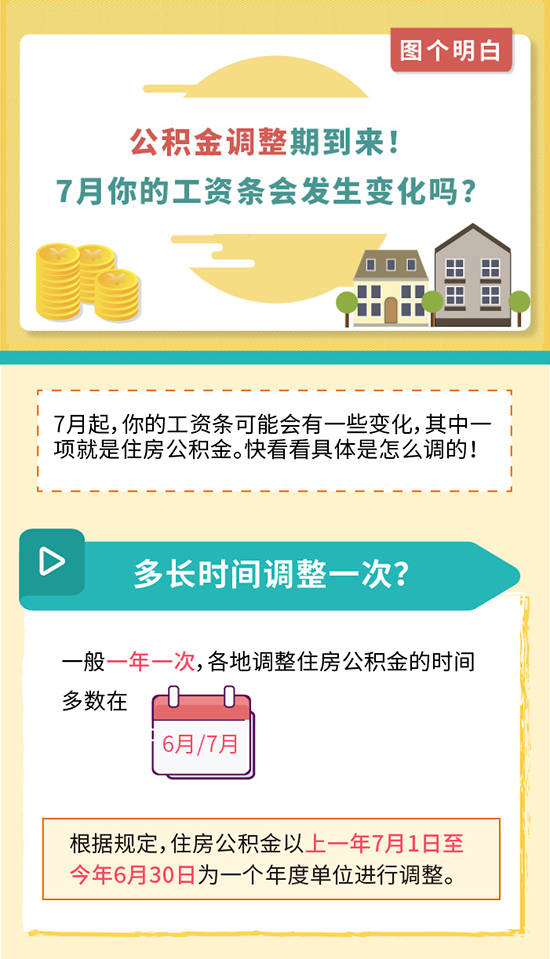 图个明白
公积金调整期到来！
7月你的工资条会发生变化吗？
7月起，你的工资条可能会有一些变化，其中一
项就是住房公积金。快看看具体是怎么调的！
多长时间调整一次？
一般一年一次，各地调整住房公积金的时间
多数在
6月/7月
根据规定，住房公积金以上一年7月1日至
今年6月30日为一个年度单位进行调整。